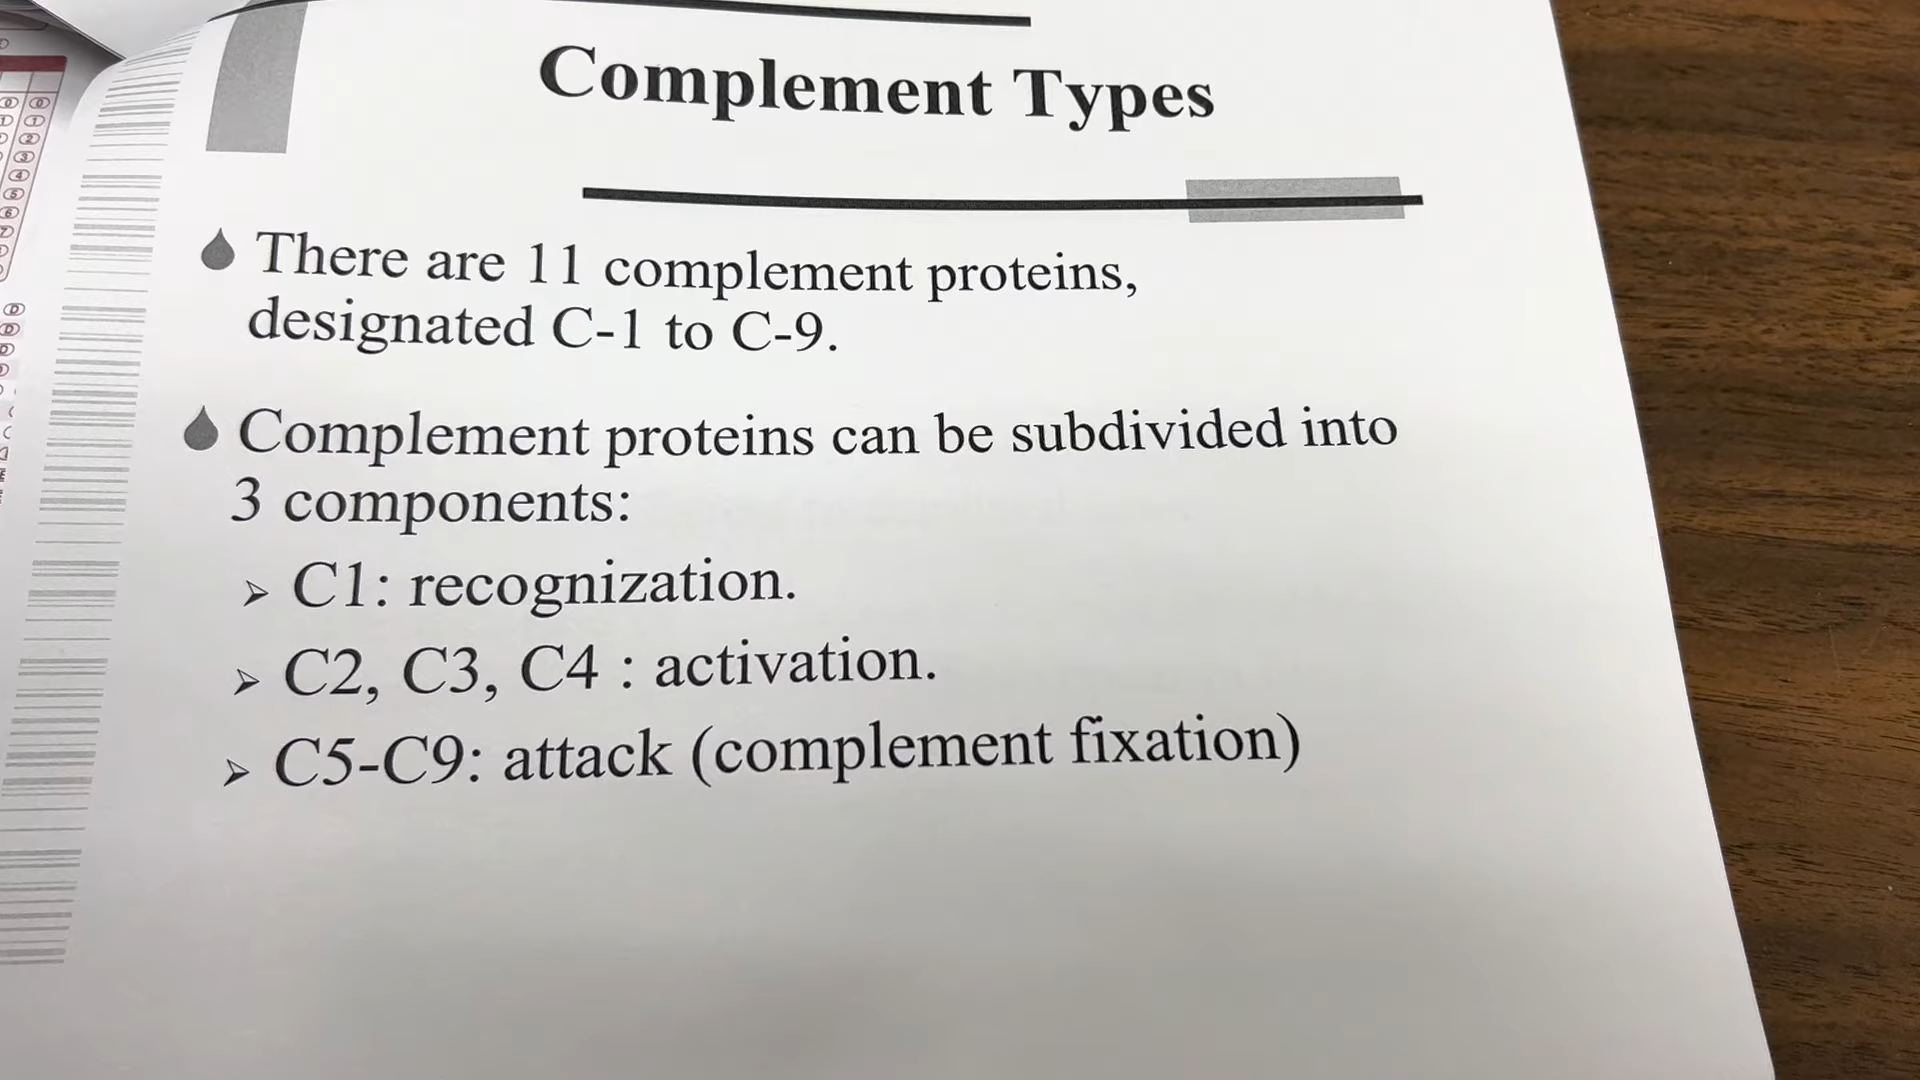 Complement Types
There are 11 complement proteins,
designated C-1 to C-9.
Complement proteins can be subdivided into
3 components:
C1: recognization.
C2, C3, C4 : activation.
C5-C9: attack (complement fixation)